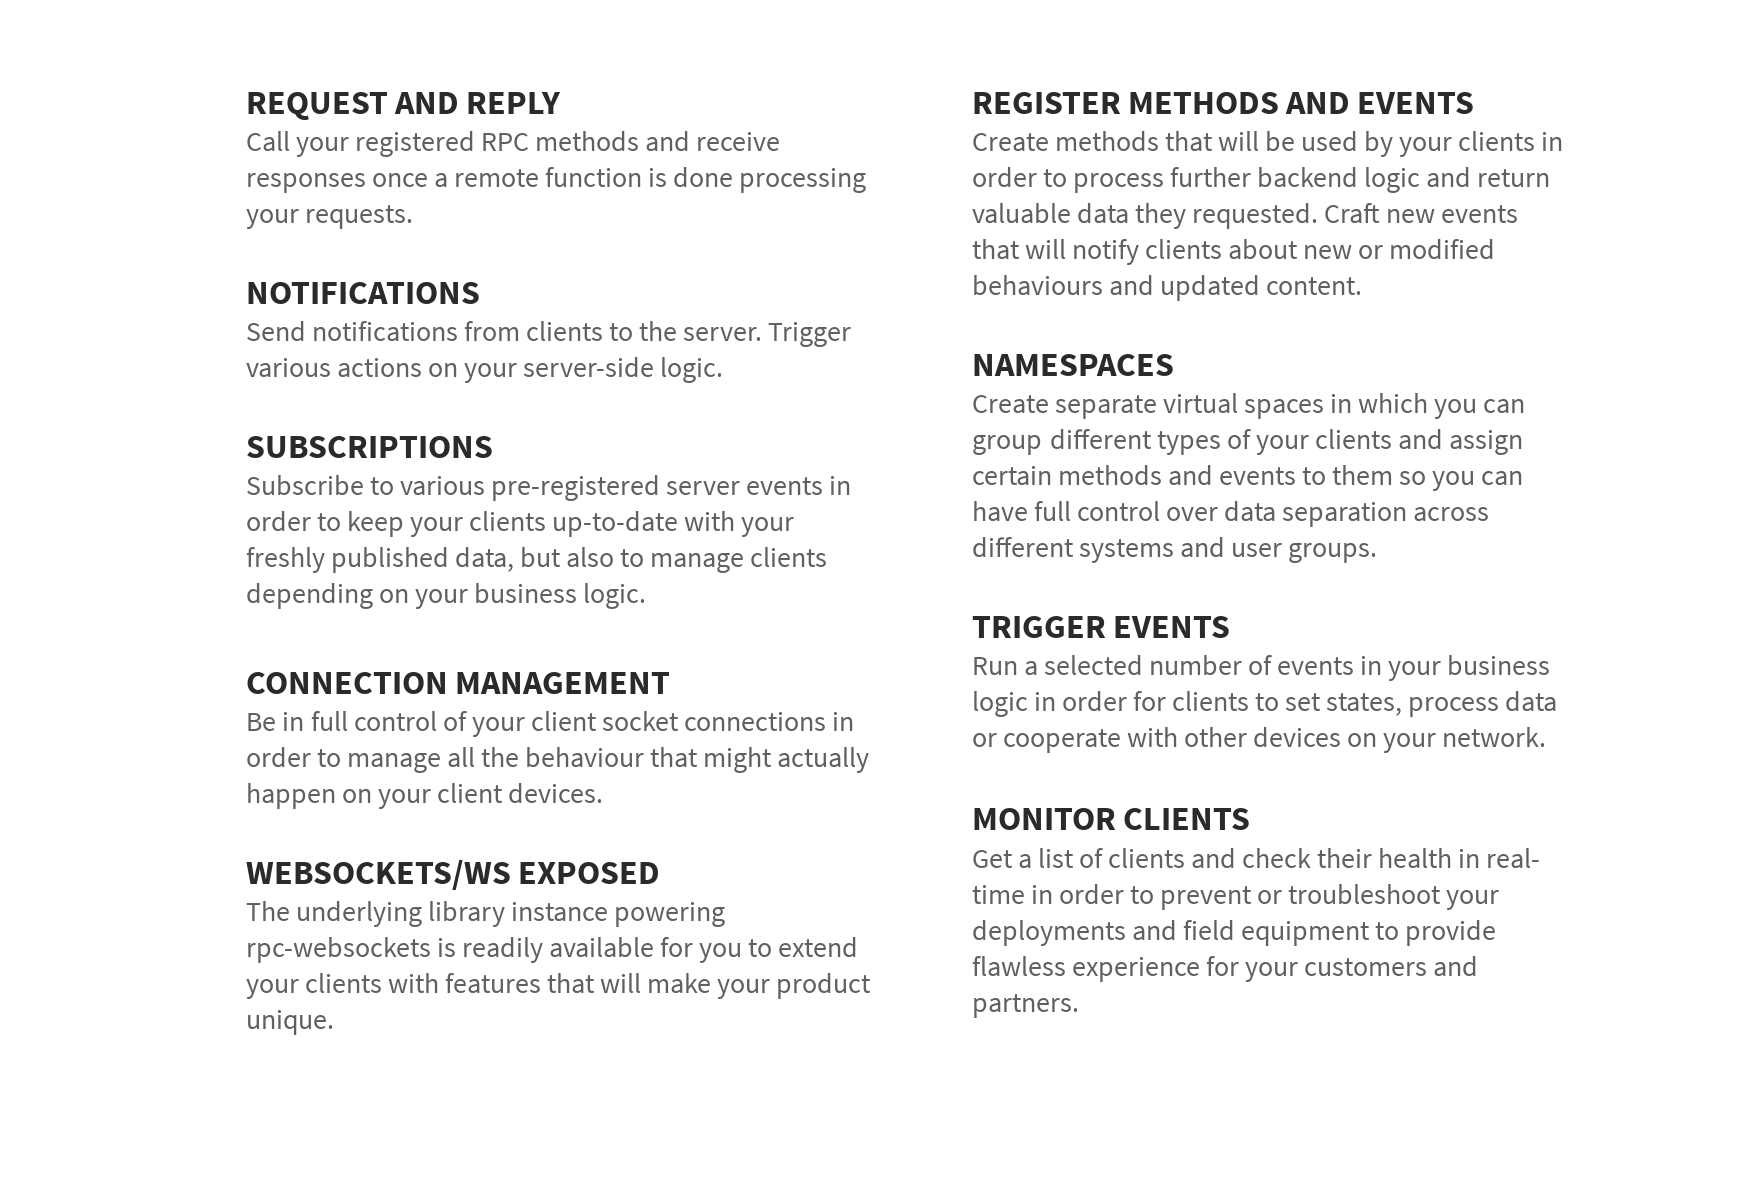 REQUEST AND REPLY
Call your registered RPC methods and receive
responses once a remote function is done processing
your requests.
NOTIFICATIONS
Send notifications from clients to the server. Trigger
various actions on your server-side logic.
SUBSCRIPTIONS
Subscribe to various pre-registered server events in
order to keep your clients up-to-date with your
freshly published data, but also to manage clients
depending on your business logic.
CONNECTION MANAGEMENT
Be in full control of your client socket connections in
order to manage all the behaviour that might actually
happen on your client devices.
WEBSOCKETS/WS EXPOSED
The underlying library instance powering
rpc-websockets is readily available for you to extend
your clients with features that will make your product
unique.
REGISTER METHODS AND EVENTS
Create methods that will be used by your clients in
order to process further backend logic and return
valuable data they requested. Craft new events
that will notify clients about new or modified
behaviours and updated content.
NAMESPACES
Create separate virtual spaces in which you can
group different types of your clients and assign
certain methods and events to them so you can
have full control over data separation across
different systems and user groups.
TRIGGER EVENTS
Run a selected number of events in your business
logic in order for clients to set states, process data
or cooperate with other devices on your network.
MONITOR CLIENTS
Get a list of clients and check their health in real-
time in order to prevent or troubleshoot your
deployments and field equipment to provide
flawless experience for your customers and
partners.